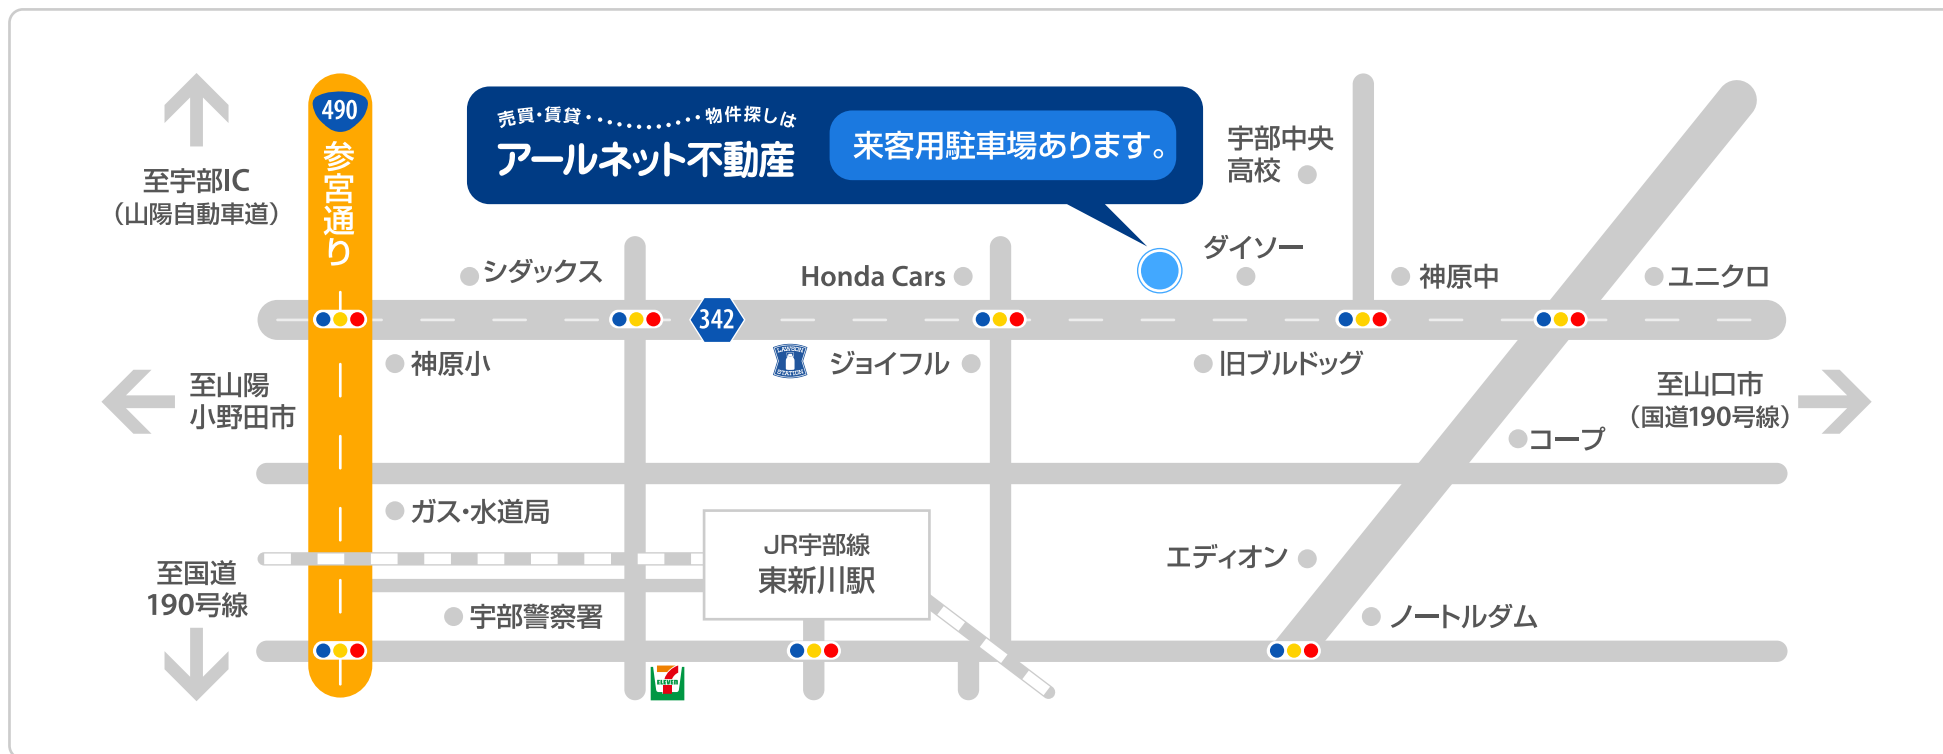 490
参宮通り
売買・賃貸・・・・・・・・・・物件探しは
アールネット不動産
来客用駐車場あります。
宇部中央
高校
至宇部IC
（山陽自動車道）
シダックス
Honda Cars
ダイソー
神原中
ユニクロ
342
神原小
LAWSON
STATION
ジョイフル
旧ブルドッグ
至山陽
小野田市
至山口市
（国道190号線）
コープ
ガス・水道局
JR宇部線
東新川駅
エディオン
至国道
190号線
宇部警察署
ノートルダム
7
ELEVEN